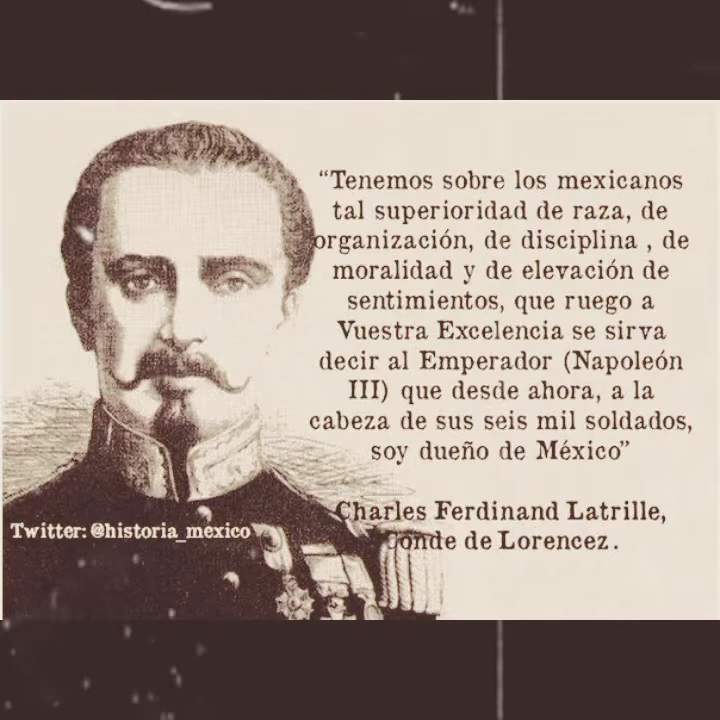 “Tenemos sobre los mexicanos
tal superioridad de raza, de
organización, de disciplina , de
moralidad y de elevación de
sentimientos, que ruego a
Vuestra Excelencia se sirva
decir al Emperador (Napoleón
III) que desde ahora, a la
cabeza de sus seis mil soldados,
soy dueño de México”
Charles Ferdinand Latrille,
Conde de Lorencez.
Twitter: @historia_mexico